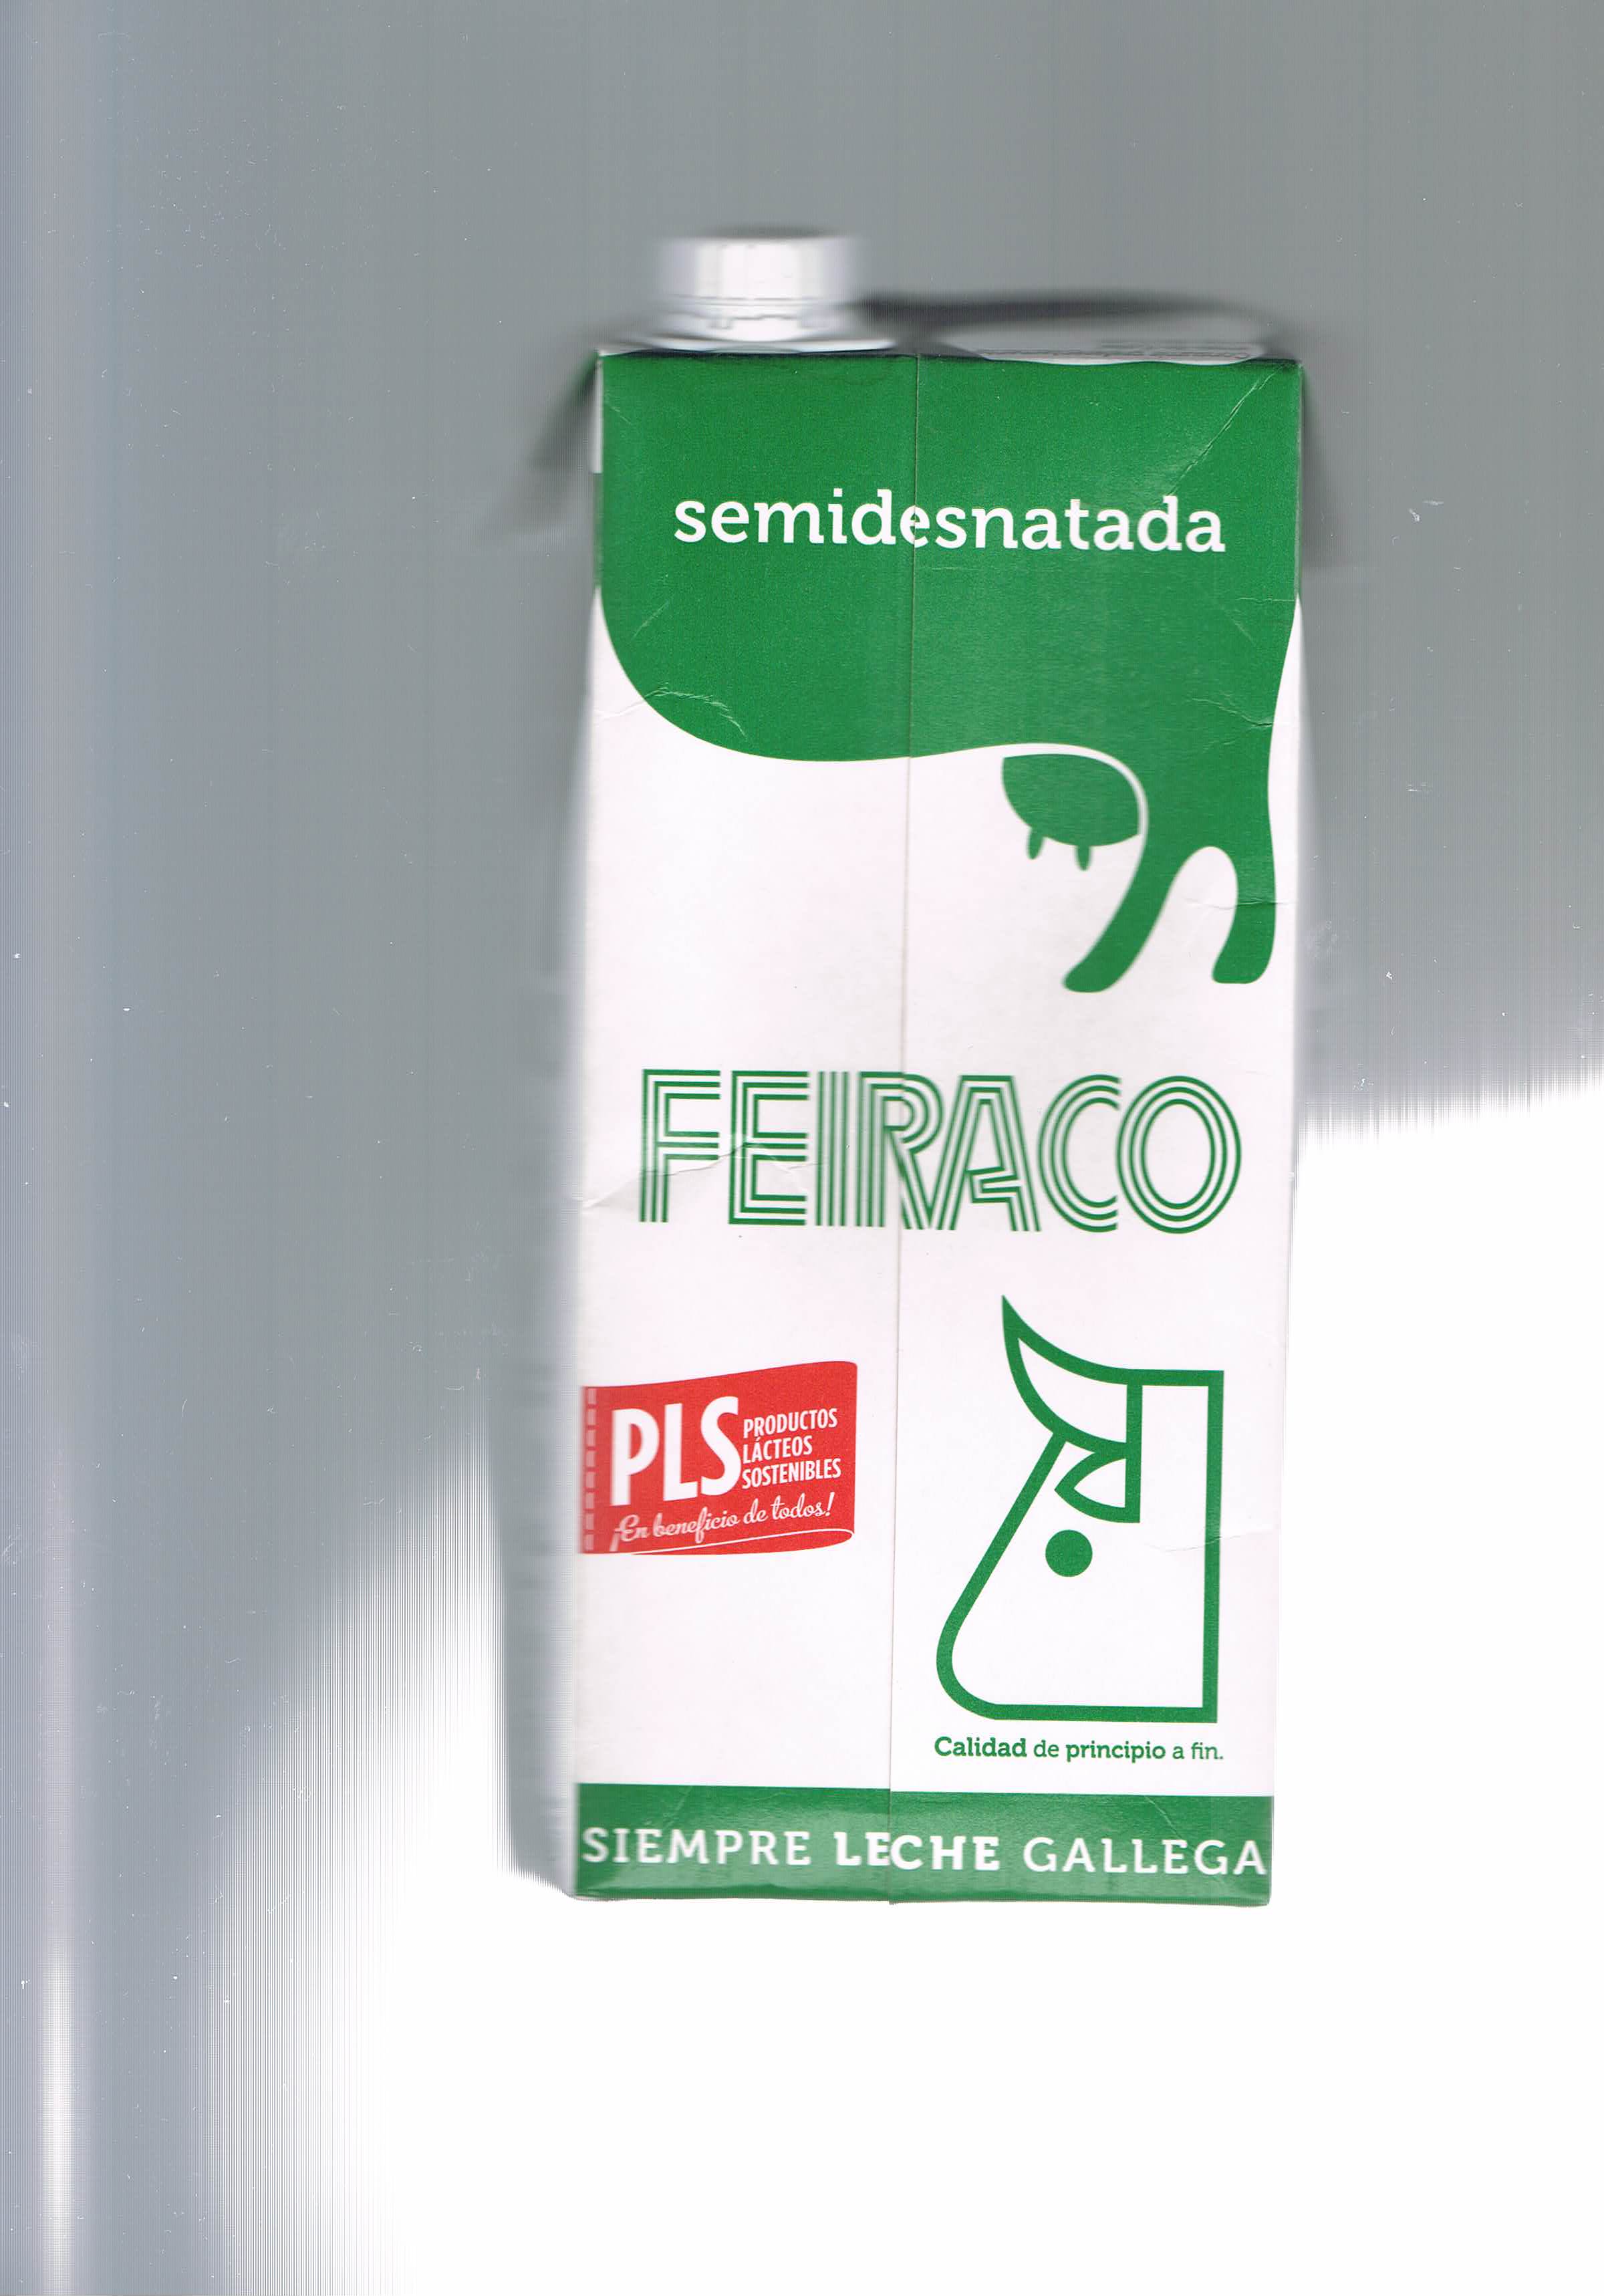 semidesnatada
FEIRACO
PLS
PRODUCTOS
LÁCTEOS
SOSTENIBLES
¡En beneficio de todos!
Calidad de principio a fin.
SIEMPRE LECHE GALLEGA